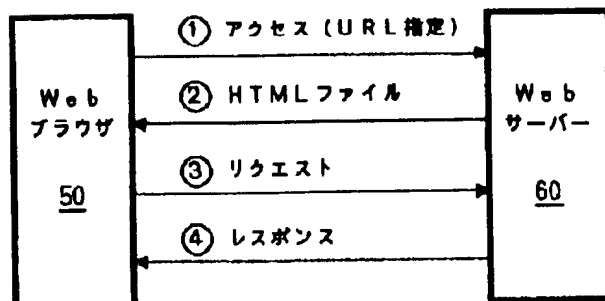 ① アクセス (URL指定)
Web
ブラウザ
50
② HTMLファイル
③ リクエスト
④ レスポンス
Web
サーバー
60